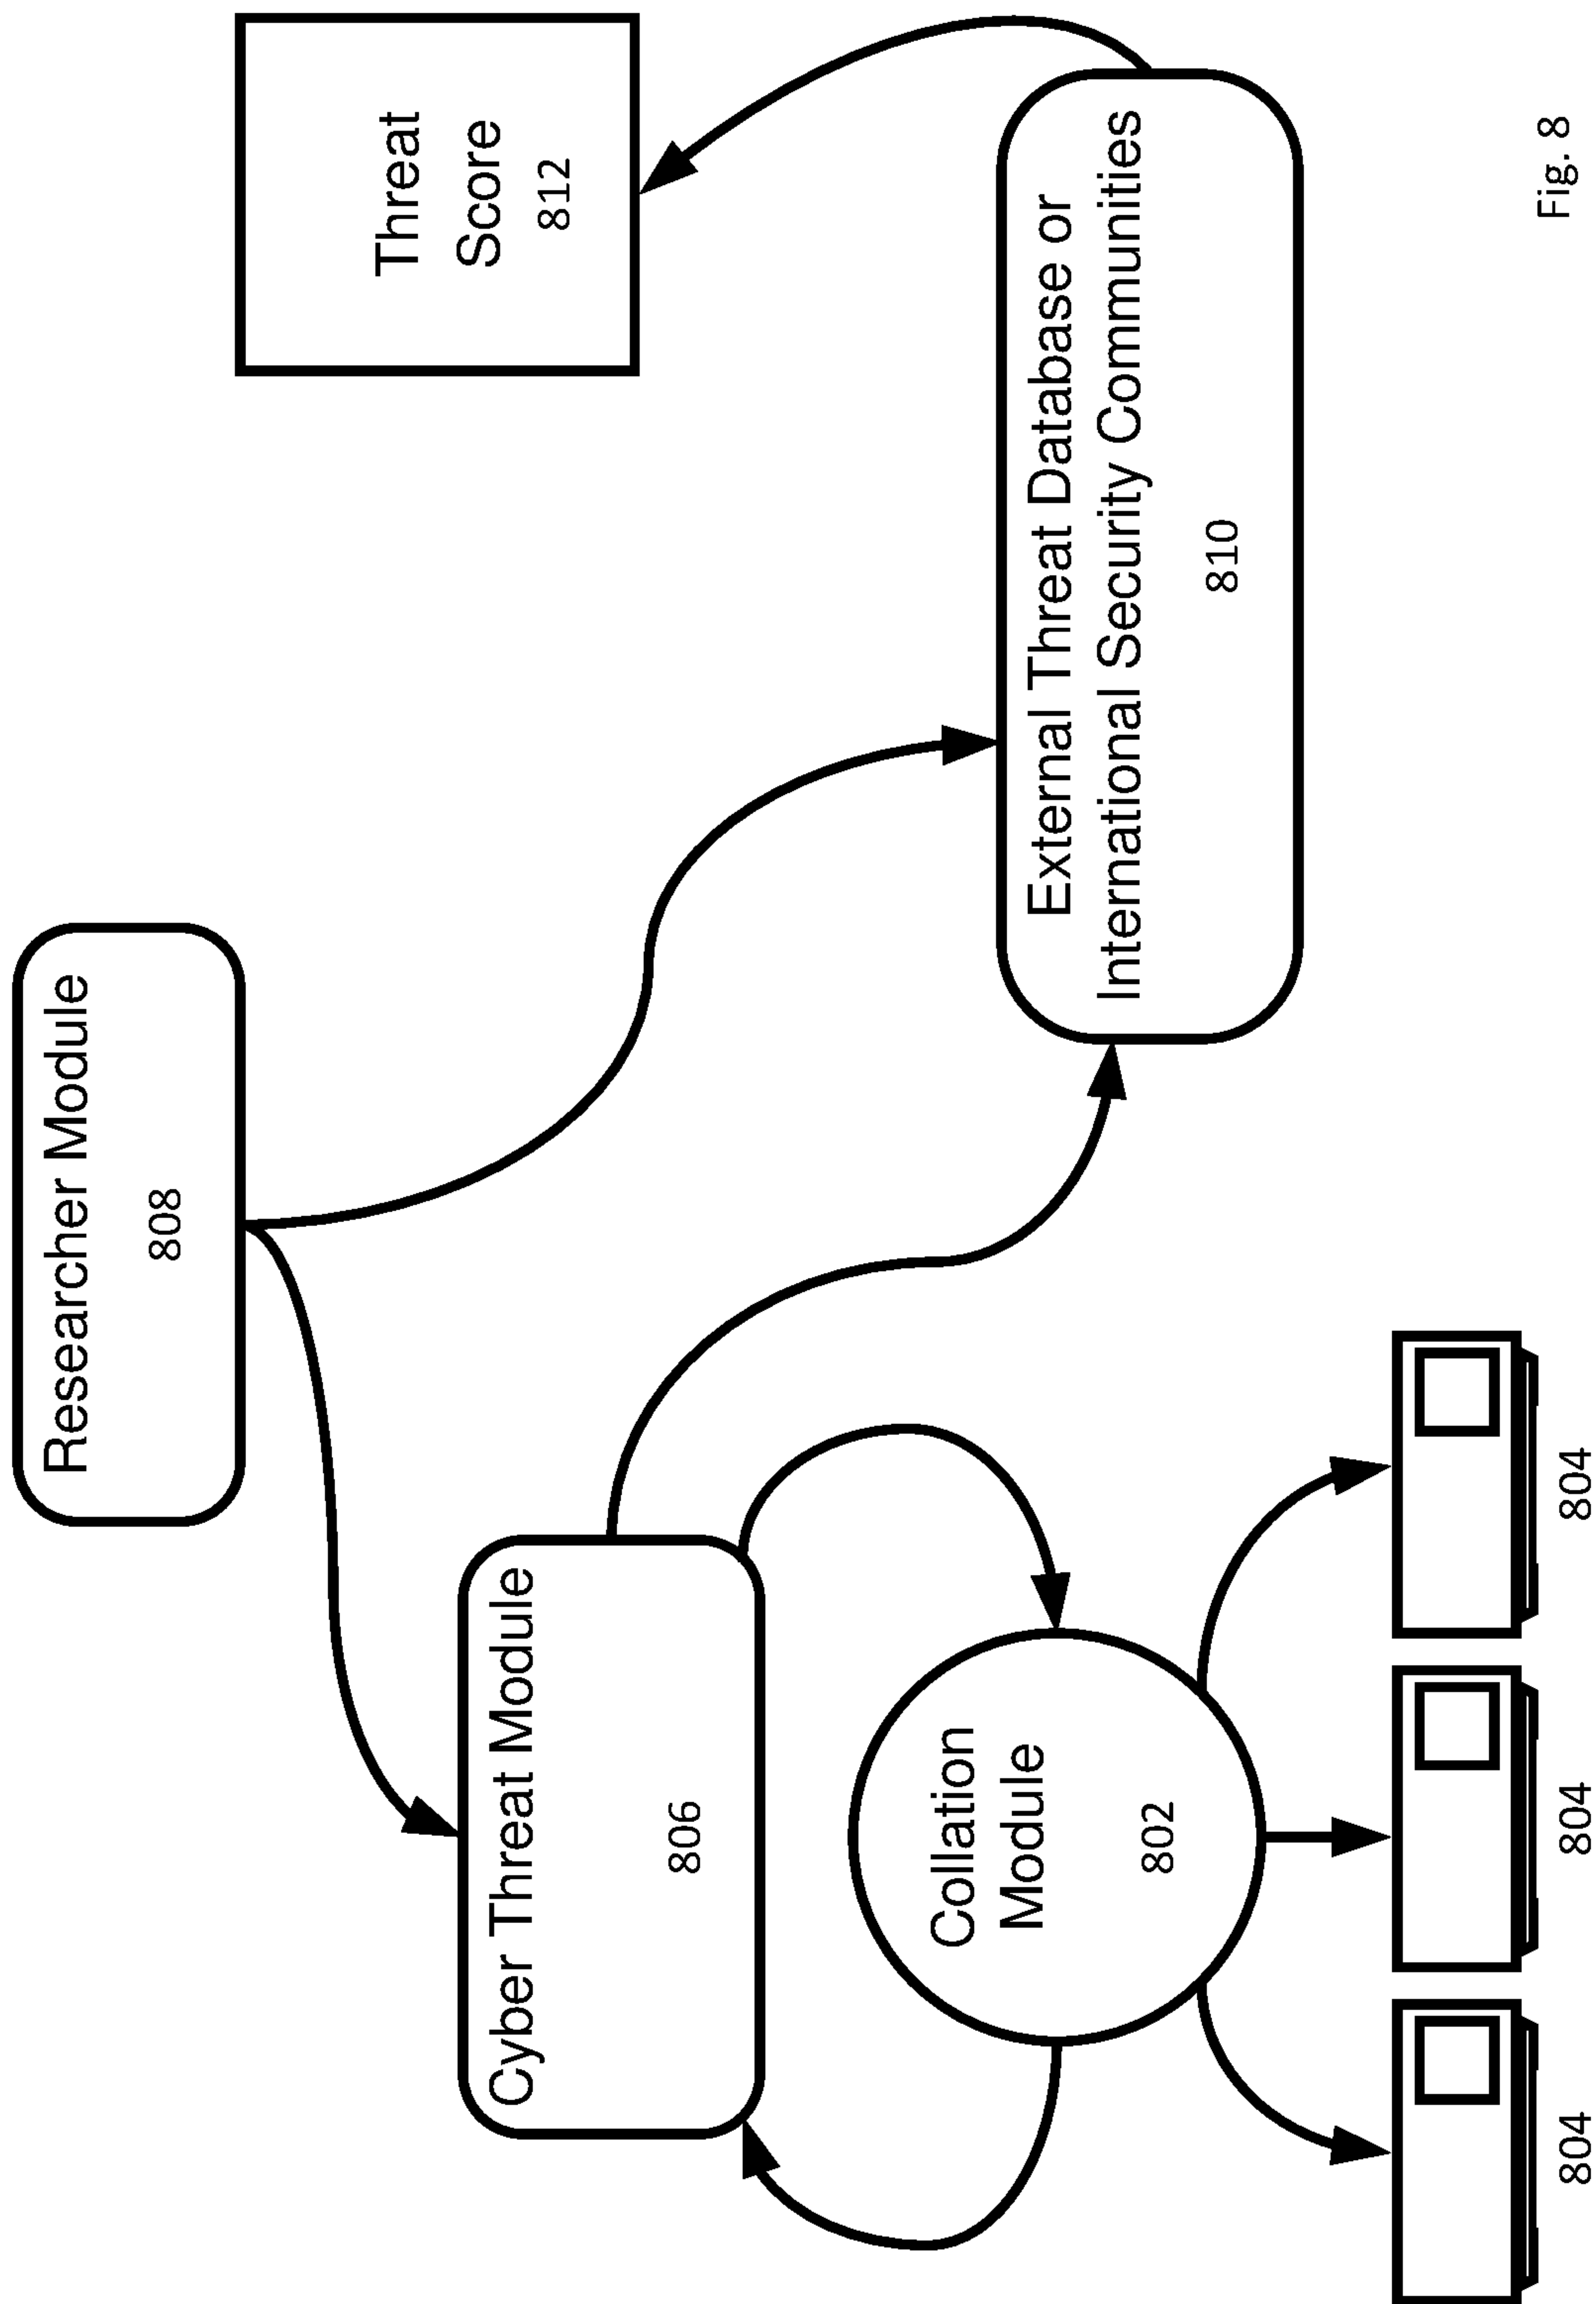 Researcher Module
808
Threat
Score
812
Cyber Threat Module
806
External Threat Database or
International Security Communities
810
Collation
Module
802
804
804
804
Fig. 8